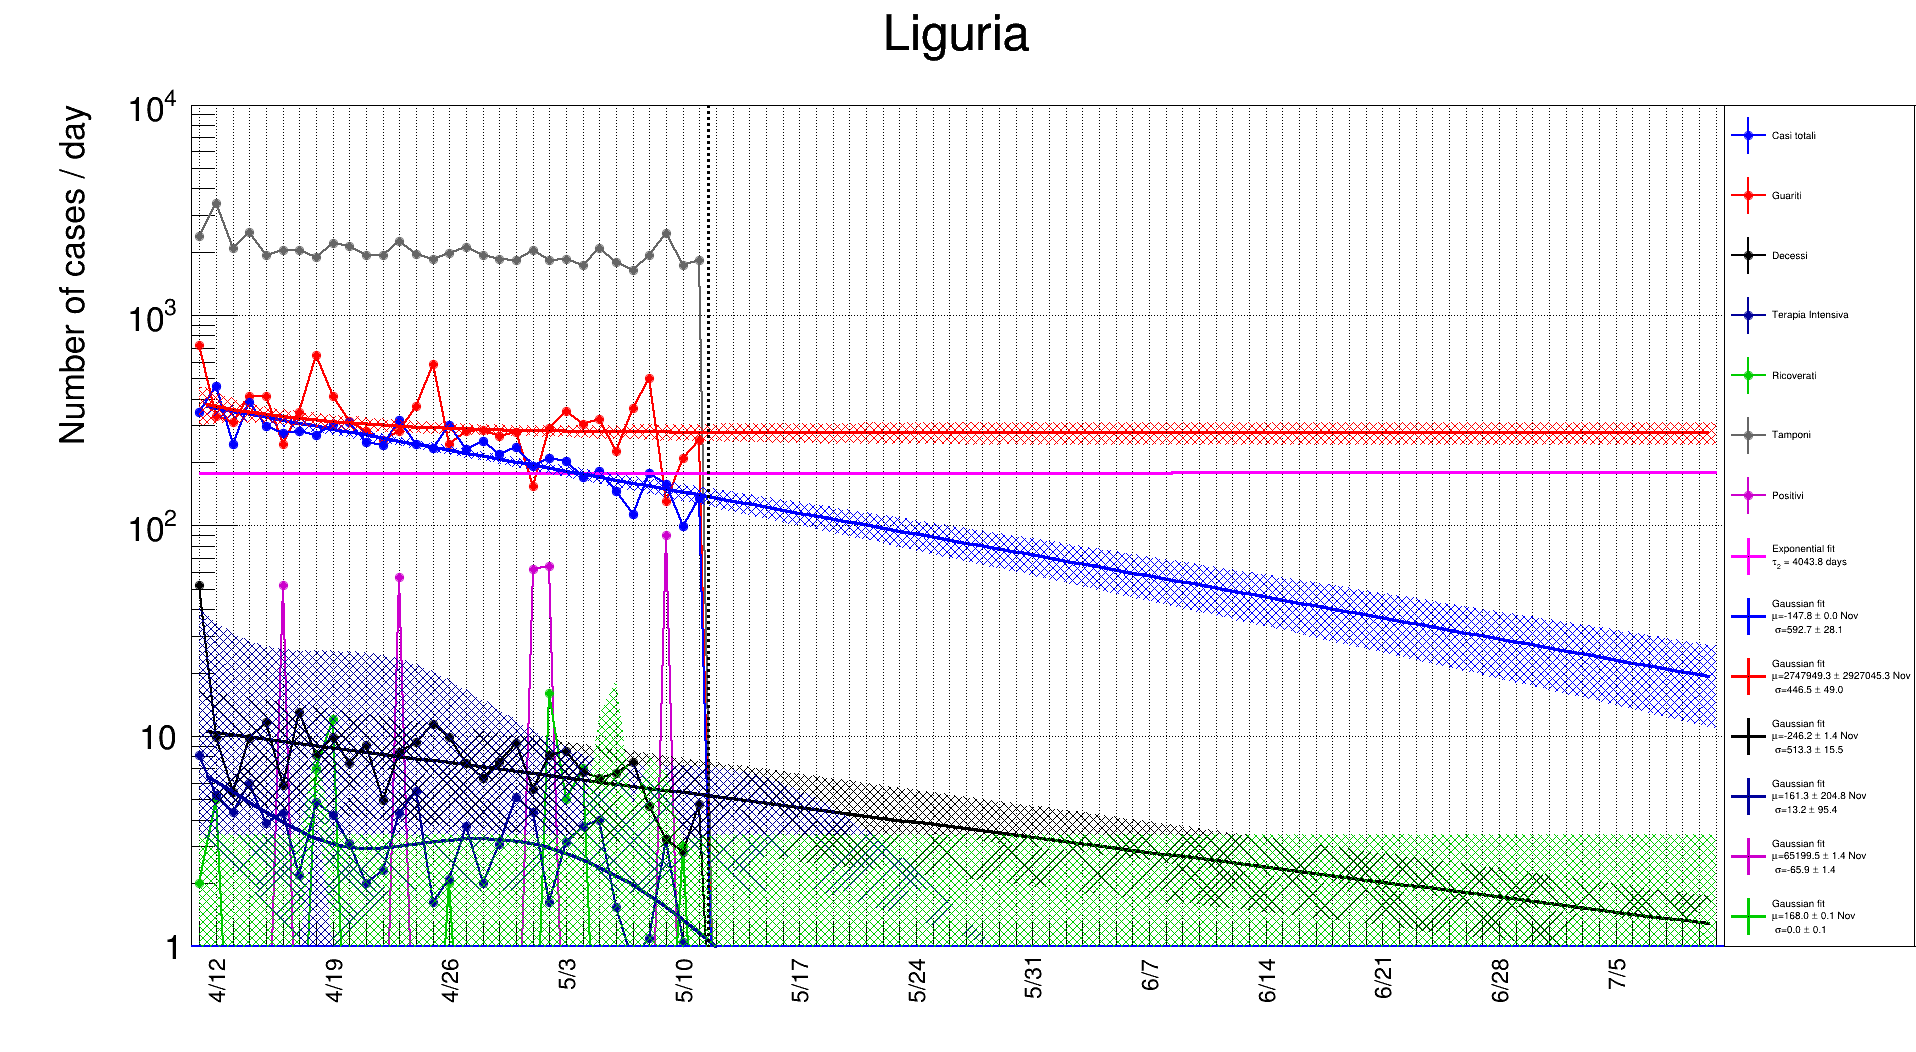 Liguria
Number of cases / day
10^4
10^3
10^2
10
1
4/12
4/19
4/26
5/3
5/10
5/17
5/24
5/31
6/7
6/14
6/21
6/28
7/5
Casi totali
Guariti
Decessi
Terapia Intensiva
Ricoverati
Tamponi
Positivi
Exponential fit
τ_2 = 4043.8 days
Gaussian fit
μ=-147.8 ± 0.0 Nov
σ=592.7 ± 28.1
Gaussian fit
μ=2747949.3 ± 2927045.3 Nov
σ=446.5 ± 49.0
Gaussian fit
μ=-246.2 ± 1.4 Nov
σ=513.3 ± 15.5
Gaussian fit
μ=161.3 ± 204.8 Nov
σ=13.2 ± 95.4
Gaussian fit
μ=65199.5 ± 1.4 Nov
σ=-65.9 ± 1.4
Gaussian fit
μ=168.0 ± 0.1 Nov
σ=0.0 ± 0.1